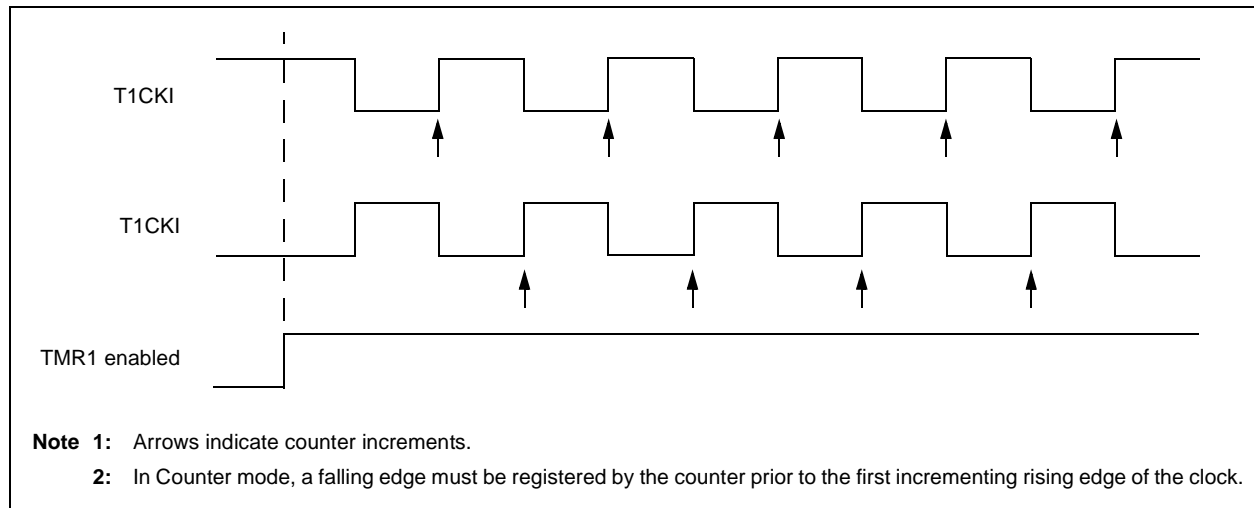 T1CKI
T1CKI
TMR1 enabled
Note 1: Arrows indicate counter increments.
2: In Counter mode, a falling edge must be registered by the counter prior to the first incrementing rising edge of the clock.